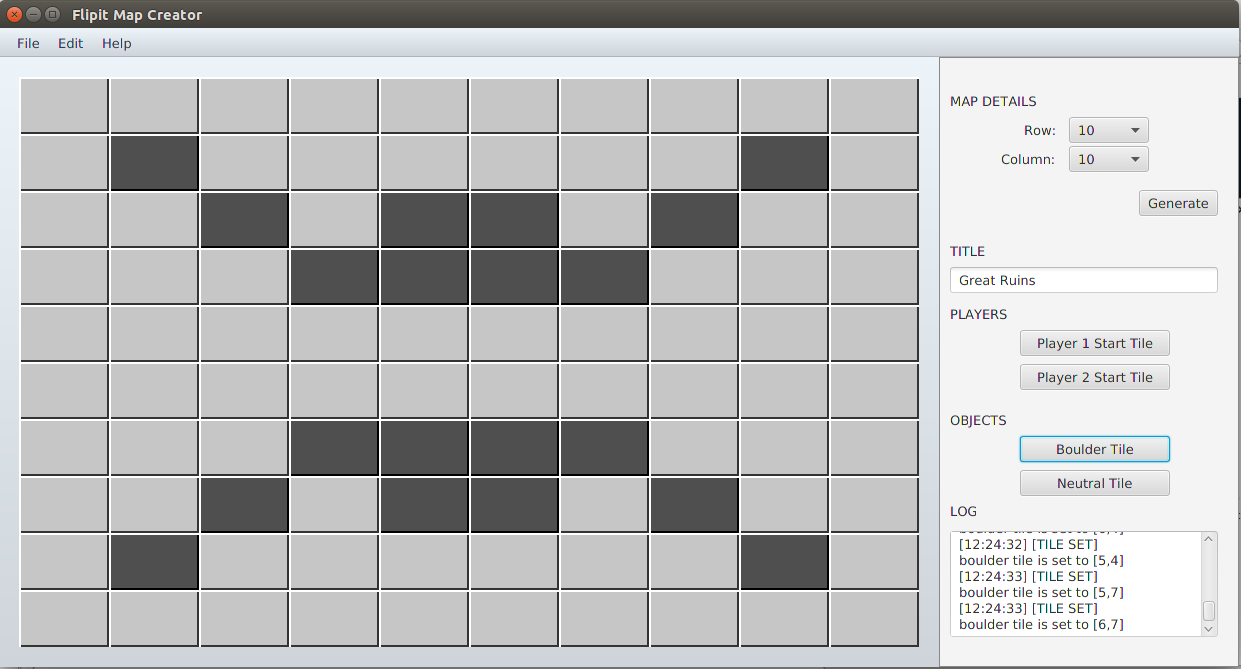 Flipit Map Creator
File Edit Help
MAP DETAILS
Row: 10
Column: 10
Generate
TITLE
Great Ruins
PLAYERS
Player 1 Start Tile
Player 2 Start Tile
OBJECTS
Boulder Tile
Neutral Tile
LOG
[12:24:32] [TILE SET]
boulder tile is set to [5,4]
[12:24:33] [TILE SET]
boulder tile is set to [5,7]
[12:24:33] [TILE SET]
boulder tile is set to [6,7]